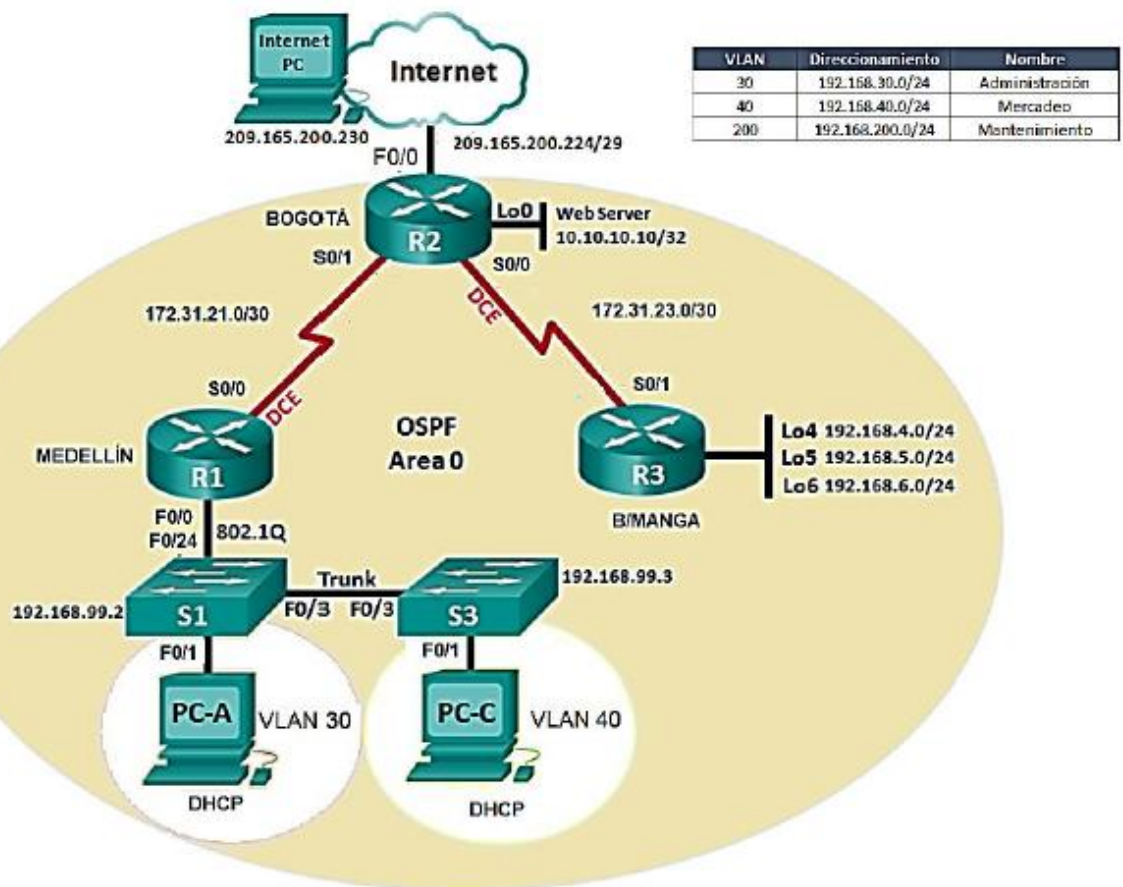 Internet
PC
Internet
209.165.200.230
209.165.200.224/29
F0/0
VLAN Direccionamiento Nombre
30 192.168.30.0/24 Administración
40 192.168.40.0/24 Mercadeo
200 192.168.200.0/24 Mantenimiento
BOGOTÁ
R2
Lo0
Web Server
10.10.10.10/32
S0/1
S0/0
DCE
172.31.21.0/30
172.31.23.0/30
S0/0
DCE
S0/1
MEDELLÍN
R1
OSPF
Area 0
R3
B/MANGA
Lo4 192.168.4.0/24
Lo5 192.168.5.0/24
Lo6 192.168.6.0/24
F0/0
F0/24
802.1Q
192.168.99.2
S1
Trunk
F0/3 F0/3
S3
192.168.99.3
F0/1
F0/1
PC-A
VLAN 30
DHCP
PC-C
VLAN 40
DHCP